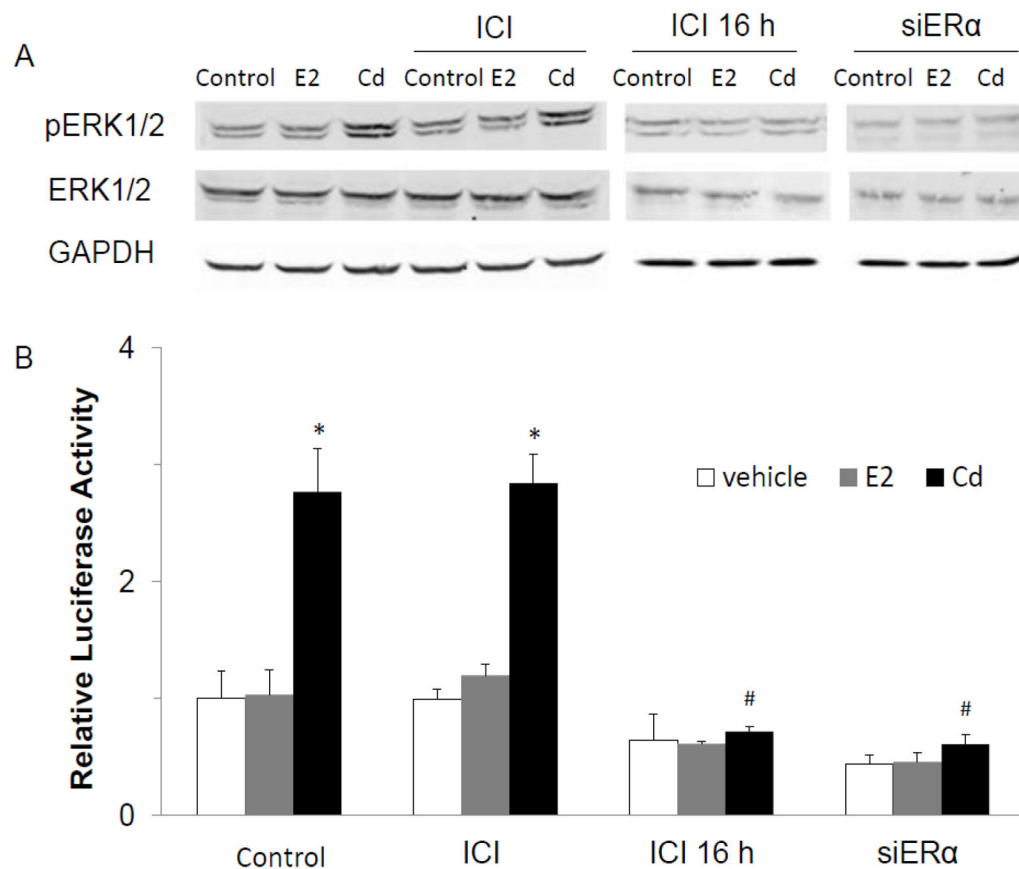 A
ICI
ICI 16 h
siERα
Control E2 Cd Control E2 Cd Control E2 Cd Control E2 Cd
pERK1/2
ERK1/2
GAPDH
B
Relative Luciferase Activity
4
2
0
* * # #
vehicle E2 Cd
Control ICI ICI 16 h siERα